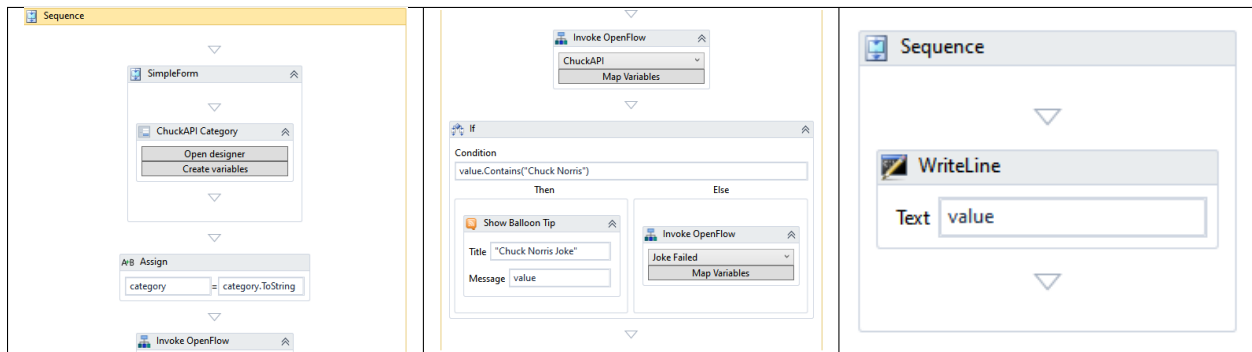 Sequence
SimpleForm
ChuckAPI Category
Open designer
Create variables
A+B Assign
category = category.ToString
Invoke OpenFlow
Invoke OpenFlow
ChuckAPI
Map Variables
If
Condition
value.Contains("Chuck Norris")
Then Else
Show Balloon Tip
Title "Chuck Norris Joke"
Message value
Invoke OpenFlow
Joke Failed
Map Variables
Sequence
WriteLine
Text value